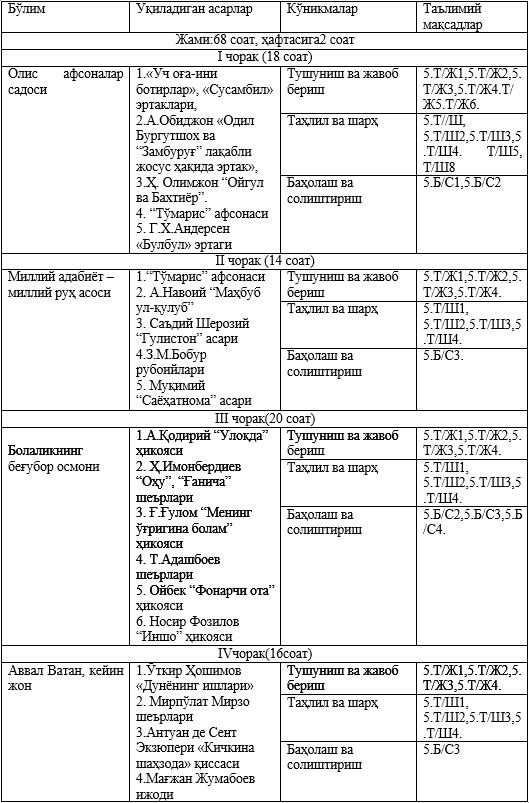 Бўлим
Уқиладиган асарлар
Кўникмалар
Таълимий
мақсадлар
Жами:68 соат, ҳафтасига2 соат
I чорак (18 соат)
Олис афсоналар
садоси
1.«Уч оға-ини
ботирлар», «Сусамбил»
эртаклари,
2.А.Обиджон «Одил
Бургутшох ва
“Замбуруғ” лақабли
жосус ҳақида эртак»,
3.Ҳ. Олимжон “Ойгул
ва Бахтиёр”.
4. “Тўмарис” афсонаси
5. Г.Х.Андерсен
«Булбул» эртаги
Тушуниш ва жавоб
бериш
5.Т/Ж1,5.Т/Ж2,5.
Т/Ж3,5.Т/Ж4.Т/
Ж5.Т/Ж6.
Таҳлил ва шарҳ
5.Т//Ш,
5.Т/Ш2,5.Т/Ш3,5
.Т/Ш4. Т/Ш5,
Т/Ш8
Баҳолаш ва
солиштириш
5.Б/С1,5.Б/С2
II чорак (14 соат)
Миллий адабиёт –
миллий руҳ асоси
1.“Тўмарис” афсонаси
2. А.Навоий “Маҳбуб
ул-қулуб”
3. Саъдий Шерозий
“Гулистон” асари
4.З.М.Бобур
рубоийлари
5. Муқимий
“Саёҳатнома” асари
Тушуниш ва жавоб
бериш
5.Т/Ж1,5.Т/Ж2,5.
Т/Ж3,5.Т/Ж4.
Таҳлил ва шарҳ
5.Т/Ш1,
5.Т/Ш2,5.Т/Ш3,5
.Т/Ш4.
Баҳолаш ва
солиштириш
5.Б/С3.
III чорак(20 соат)
Болаликнинг
беғубор осмони
1.А.Қодирий “Улоқда”
ҳикояси
2. Ҳ.Имонбердиев
“Оҳу”, “Ғанича”
шеърлари
3. Ғ.Ғулом “Менинг
ўғригина болам”
ҳикояси
4. Т.Адашбоев
шеърлари
5. Ойбек “Фонарчи ота”
ҳикояси
6. Носир Фозилов
“Иншо” ҳикояси
Тушуниш ва жавоб
бериш
5.Т/Ж1,5.Т/Ж2,5.
Т/Ж3,5.Т/Ж4.
Таҳлил ва шарҳ
5.Т/Ш1,
5.Т/Ш2,5.Т/Ш3,5
.Т/Ш4.
Баҳолаш ва
солиштириш
5.Б/С2,5.Б/С3,5.Б
/С4.
IVчорак(16соат)
Аввал Ватан, кейин
жон
1.Ўткир Ҳошимов
«Дунёнинг ишлари»
2. Мирпўлат Мирзо
шеърлари
3.Антуан де Сент
Экзюпери «Кичкина
шаҳзода» қиссаси
4.Мағжан Жумабоев
ижоди
Тушуниш ва жавоб
бериш
5.Т/Ж1,5.Т/Ж2,5.
Т/Ж3,5.Т/Ж4.
Таҳлил ва шарҳ
5.Т/Ш1,
5.Т/Ш2,5.Т/Ш3,5
.Т/Ш4.
Баҳолаш ва
солиштириш
5.Б/С3